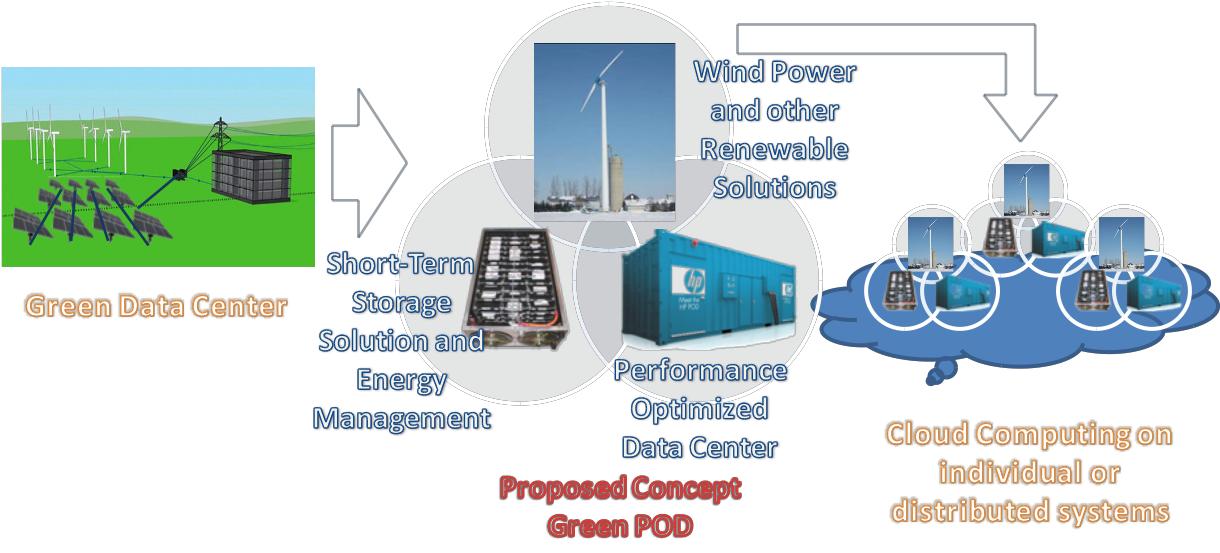 Green Data Center
Wind Power
and other
Renewable
Solutions
Short-Term
Storage
Solution and
Energy
Management
hp
Meet the
HP POD
Performance
Optimized
Data Center
Proposed Concept
Green POD
Cloud Computing on
individual or
distributed systems